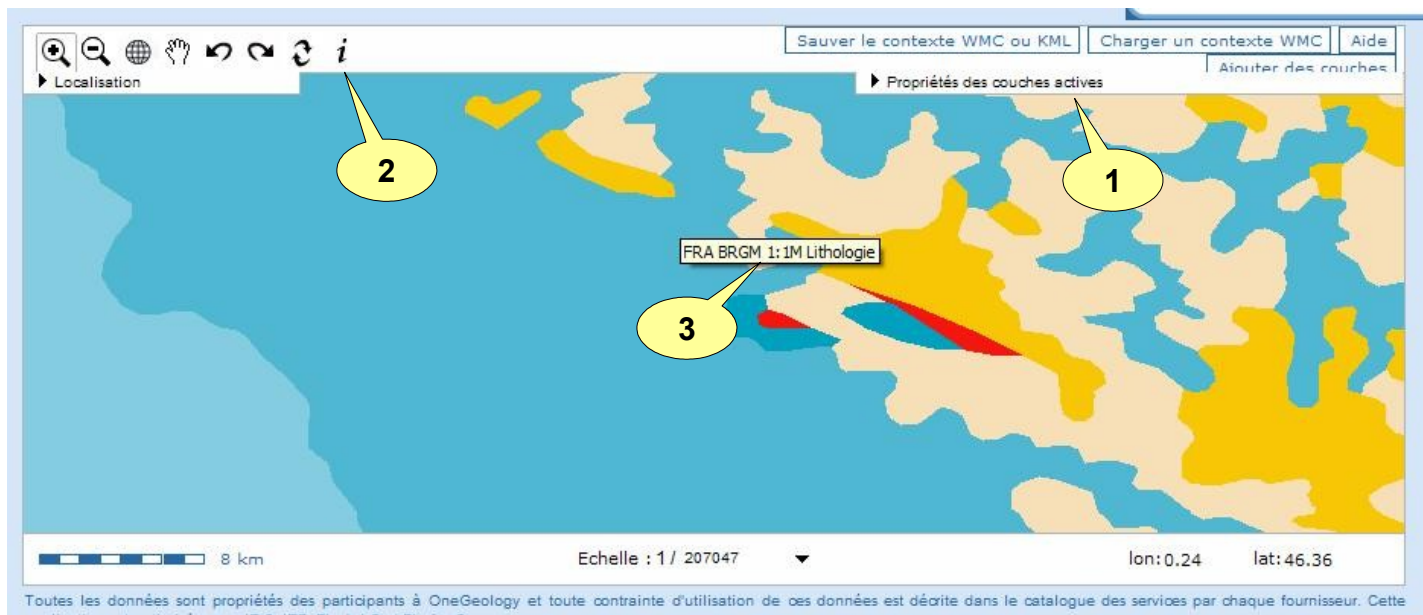 Sauver le contexte WMC ou KML Charger un contexte WMC Aide
i
Ajouter des couches
Localisation
Propriétés des couches actives
2
1
FRA BRGM 1:1M Lithologie
3
8 km
Echelle : 1 / 207047
lon: 0.24 lat: 46.36
Toutes les données sont propriétés des participants à OneGeology et toute contrainte d'utilisation de ces données est décrite dans le catalogue des services par chaque fournisseur. Cette